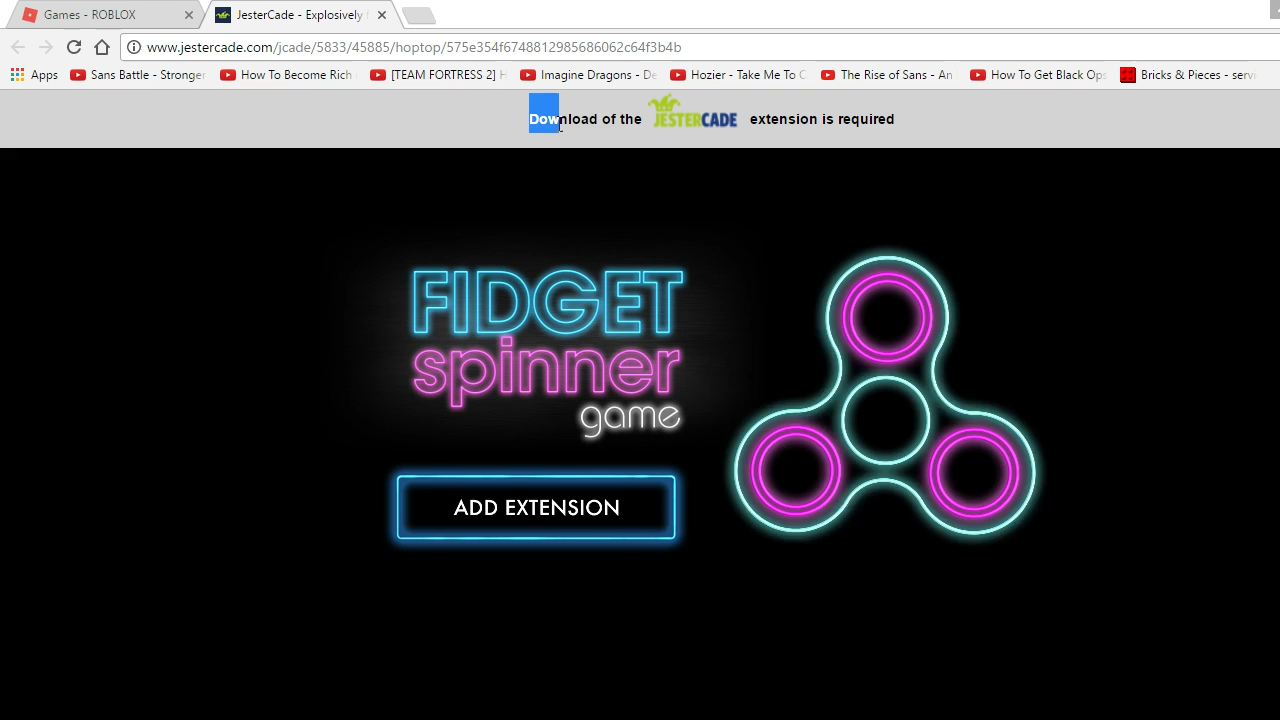 Games - ROBLOX
JesterCade - Explosively
www.jestercade.com/jcade/5833/45885/hoptop/575e354f6748812985686062c64f3b4b
Apps
Sans Battle - Stronger
How To Become Rich
[TEAM FORTRESS 2]
Imagine Dragons - De
- Take Me To C
The Rise of Sans - An
How To Get Black Ops
Bricks & Pieces - serv
Download of the JESTERCADE extension is required
FIDGET
spinner
game
ADD EXTENSION